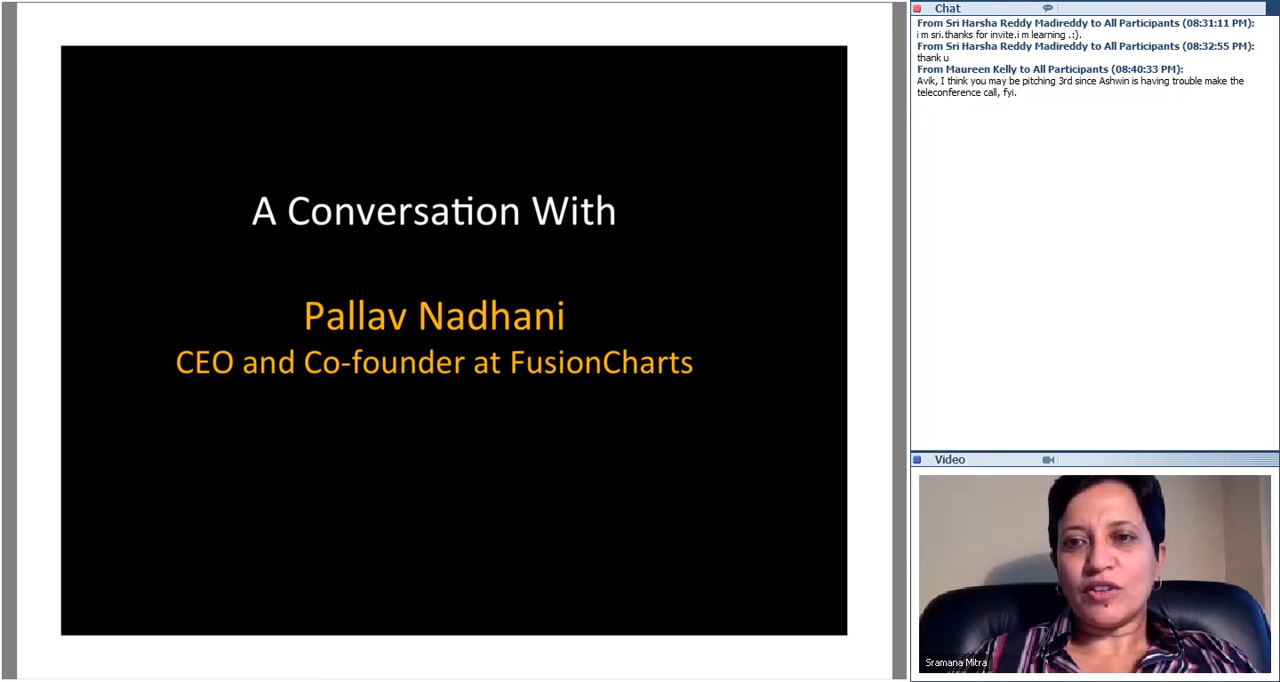 A Conversation With
Pallav Nadhani
CEO and Co-founder at FusionCharts
Chat
From Sri Harsha Reddy Madireddy to All Participants (08:31:11 PM):
i m sri.thanks for invite.i m learning .:).
From Sri Harsha Reddy Madireddy to All Participants (08:32:55 PM):
thank u
From Maureen Kelly to All Participants (08:40:33 PM):
Avik, I think you may be pitching 3rd since Ashwin is having trouble make the
teleconference call, fyi.
Video
Sramana Mitra